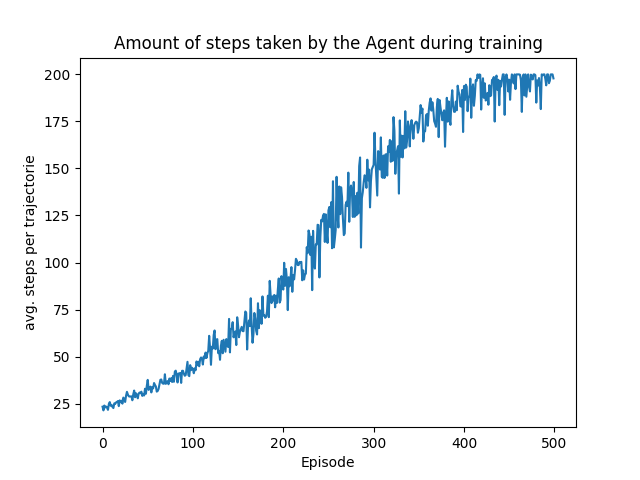 Amount of steps taken by the Agent during training
200
175
150
125
100
75
50
25
avg. steps per trajectorie
0 100 200 300 400 500
Episode